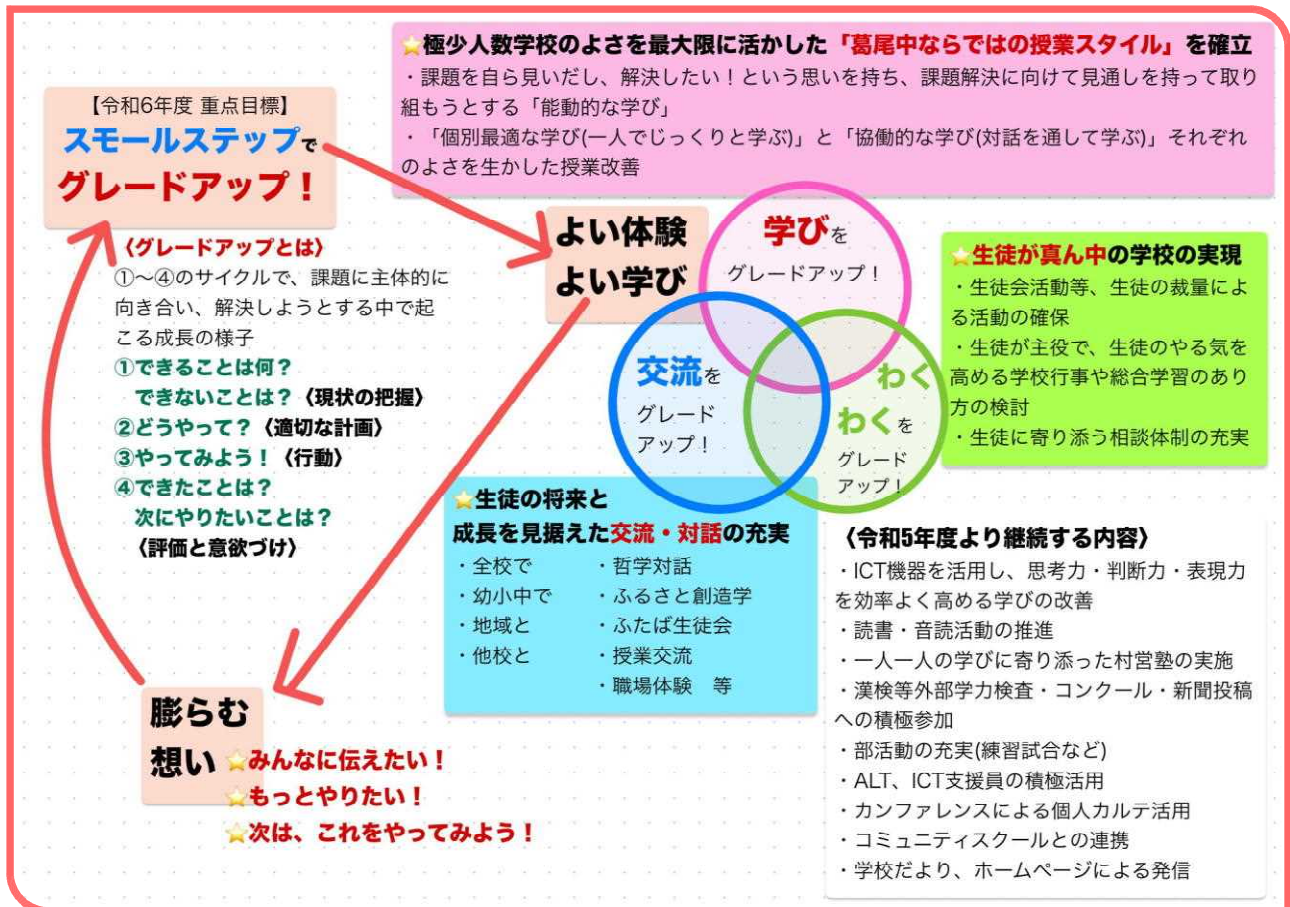 【令和6年度 重点目標】
スモールステップで
グレードアップ！
〈グレードアップとは〉
①～④のサイクルで、課題に主体的に
向き合い、解決しようとする中で起
こる成長の様子
①できることは何？
できないことは？〈現状の把握〉
②どうやって？〈適切な計画〉
③やってみよう！〈行動〉
④できたことは？
次にやりたいことは？
〈評価と意欲づけ〉
⭐極少人数学校のよさを最大限に活かした「葛尾中ならではの授業スタイル」を確立
・課題を自ら見いだし、解決したい！という思いを持ち、課題解決に向けて見通しを持って取り
組もうとする「能動的な学び」
・「個別最適な学び(一人でじっくりと学ぶ)」と「協働的な学び(対話を通して学ぶ)」それぞれ
のよさを生かした授業改善
よい体験
よい学び
学びを
グレードアップ！
交流を
グレード
アップ！
わく
わくを
グレード
アップ！
⭐生徒が真ん中の学校の実現
・生徒会活動等、生徒の裁量によ
る活動の確保
・生徒が主役で、生徒のやる気を
高める学校行事や総合学習のあり
方の検討
・生徒に寄り添う相談体制の充実
⭐生徒の将来と
成長を見据えた交流・対話の充実
・全校で
・幼小中で
・地域と
・他校と
・哲学対話
・ふるさと創造学
・ふたば生徒会
・授業交流
・職場体験　等
〈令和5年度より継続する内容〉
・ICT機器を活用し、思考力・判断力・表現力
を効率よく高める学びの改善
・読書・音読活動の推進
・一人一人の学びに寄り添った村営塾の実施
・漢検等外部学力検査・コンクール・新聞投稿
への積極参加
・部活動の充実(練習試合など)
・ALT、ICT支援員の積極活用
・カンファレンスによる個人カルテ活用
・コミュニティスクールとの連携
・学校だより、ホームページによる発信
膨らむ
想い
⭐みんなに伝えたい！
⭐もっとやりたい！
⭐次は、これをやってみよう！